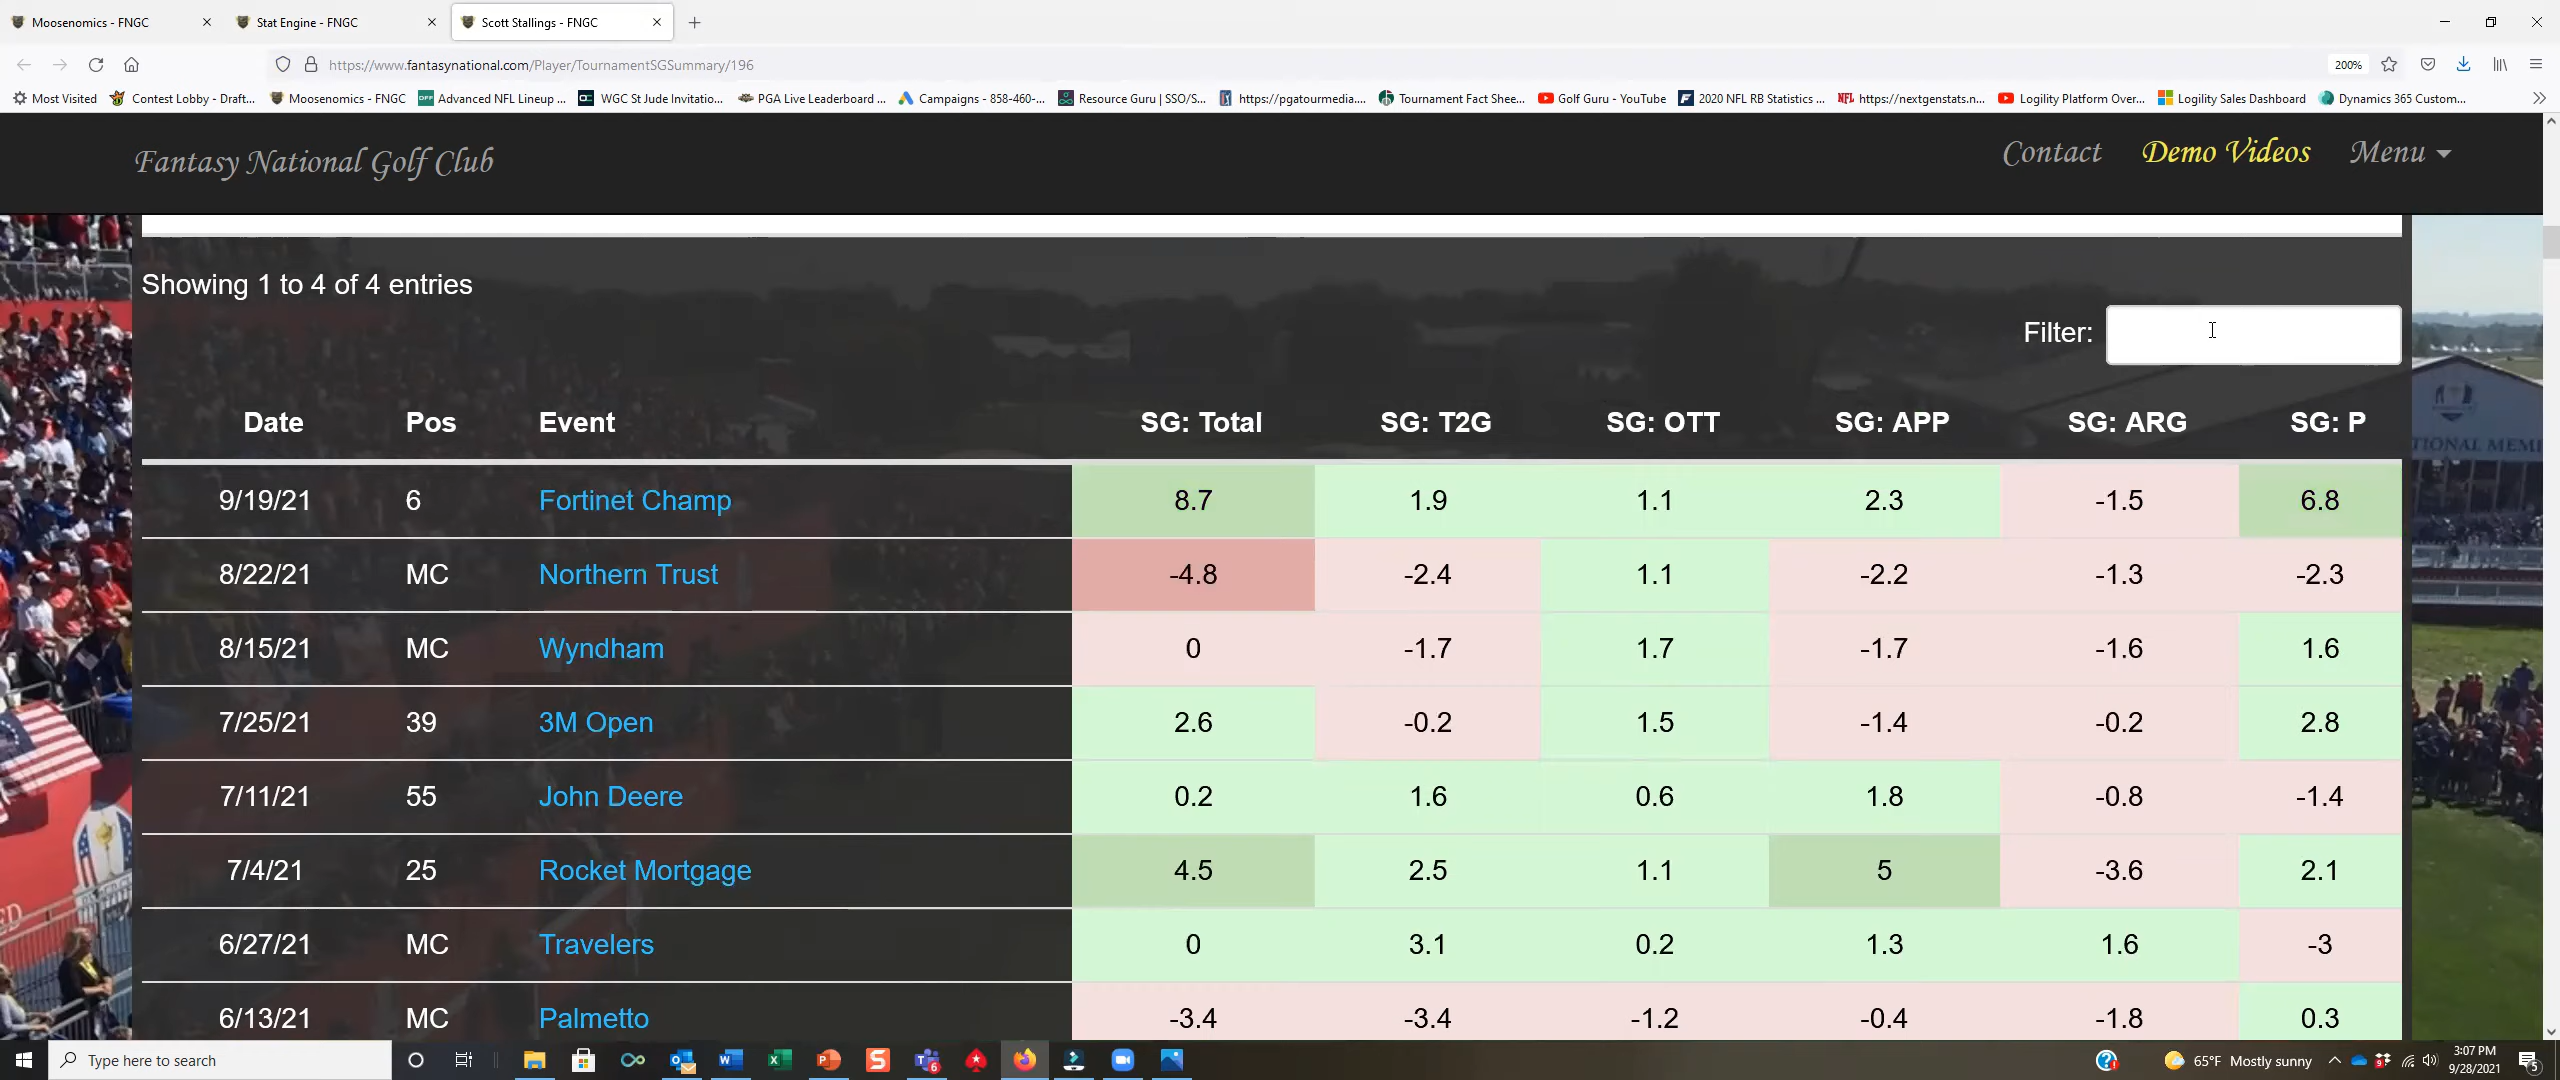 Moosenomics - FNGC
Stat Engine - FNGC
Scott Stallings - FNGC
https://www.fantasynational.com/Player/TournamentSGSummary/196
200%
Most Visited
Contest Lobby - Draft...
Moosenomics - FNGC
Advanced NFL Lineup ...
WGC St Jude Invitatio...
PGA Live Leaderboard ...
Campaigns - 858-460-...
Resource Guru | SSO/S...
https://pgatourmedia....
Tournament Fact Shee...
Golf Guru - YouTube
2020 NFL RB Statistics ...
https://nextgenstats.n...
Logility Platform Over...
Logility Sales Dashboard
Dynamics 365 Custom...
Fantasy National Golf Club
Contact Demo Videos Menu
Showing 1 to 4 of 4 entries
Filter:
Date Pos Event SG: Total SG: T2G SG: OTT SG: APP SG: ARG SG: P
9/19/21 6 Fortinet Champ 8.7 1.9 1.1 2.3 -1.5 6.8
8/22/21 MC Northern Trust -4.8 -2.4 1.1 -2.2 -1.3 -2.3
8/15/21 MC Wyndham 0 -1.7 1.7 -1.7 -1.6 1.6
7/25/21 39 3M Open 2.6 -0.2 1.5 -1.4 -0.2 2.8
7/11/21 55 John Deere 0.2 1.6 0.6 1.8 -0.8 -1.4
7/4/21 25 Rocket Mortgage 4.5 2.5 1.1 5 -3.6 2.1
6/27/21 MC Travelers 0 3.1 0.2 1.3 1.6 -3
6/13/21 MC Palmetto -3.4 -3.4 -1.2 -0.4 -1.8 0.3
Type here to search
65°F Mostly sunny
3:07 PM
9/28/2021